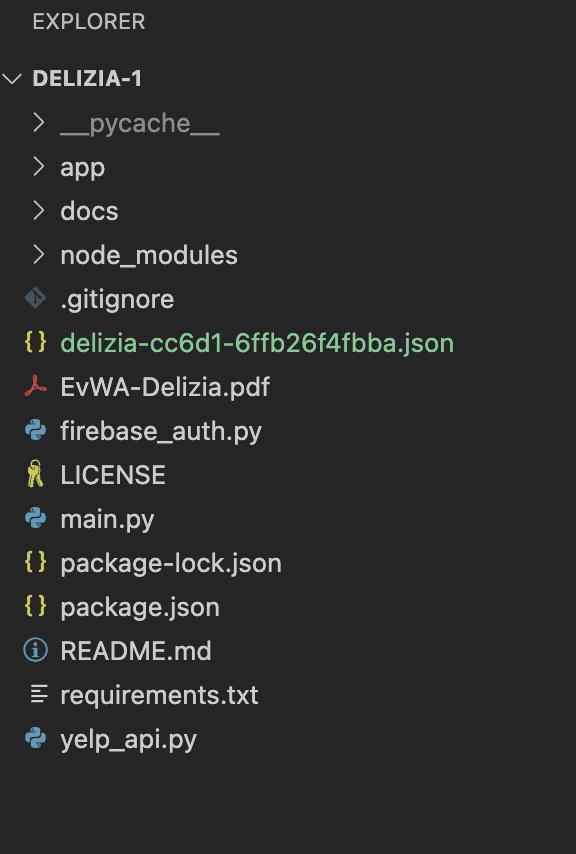 EXPLORER
DELIZIA-1
__pycache__
app
docs
node_modules
.gitignore
delizia-cc6d1-6ffb26f4fbba.json
EvWA-Delizia.pdf
firebase_auth.py
LICENSE
main.py
package-lock.json
package.json
README.md
requirements.txt
yelp_api.py